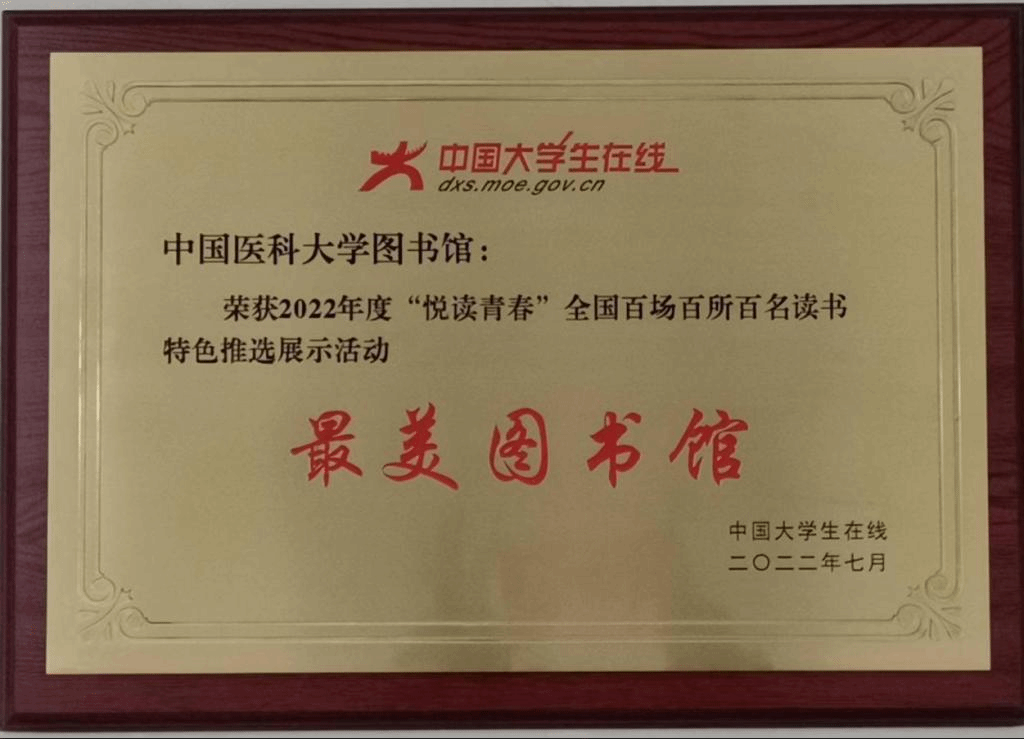 中国大学生在线
dxs.moe.gov.cn
中国医科大学图书馆：
荣获2022年度“悦读青春”全国百场百所百名读书
特色推选展示活动
最美图书馆
中国大学生在线
二〇二二年七月